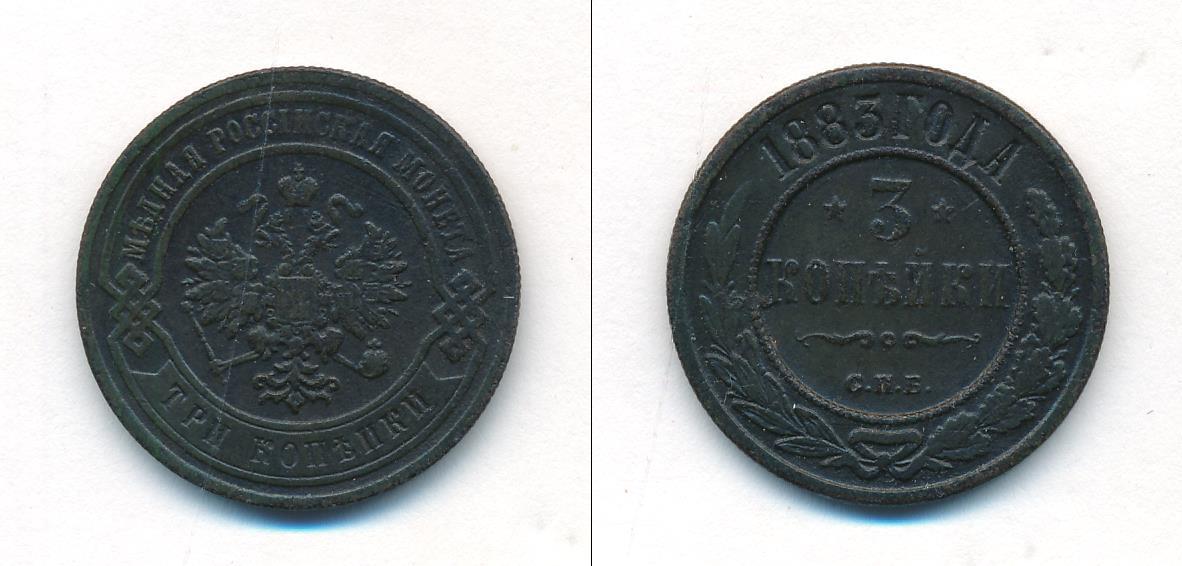 МѢДНАЯ РОССІЙСКАЯ МОНЕТА
ТРИ КОПѢЙКИ
1883 ГОДА
3
КОПѢЙКИ
С.П.Б.